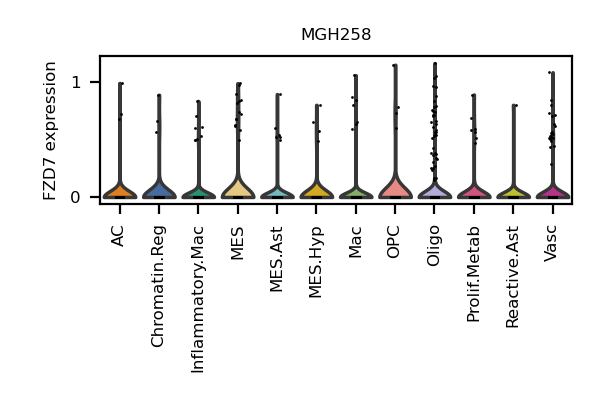 MGH258
FZD7 expression
1
0
AC
Chromatin.Reg
Inflammatory.Mac
MES
MES.Ast
MES.Hyp
Mac
OPC
Oligo
Prolif.Metab
Reactive.Ast
Vasc